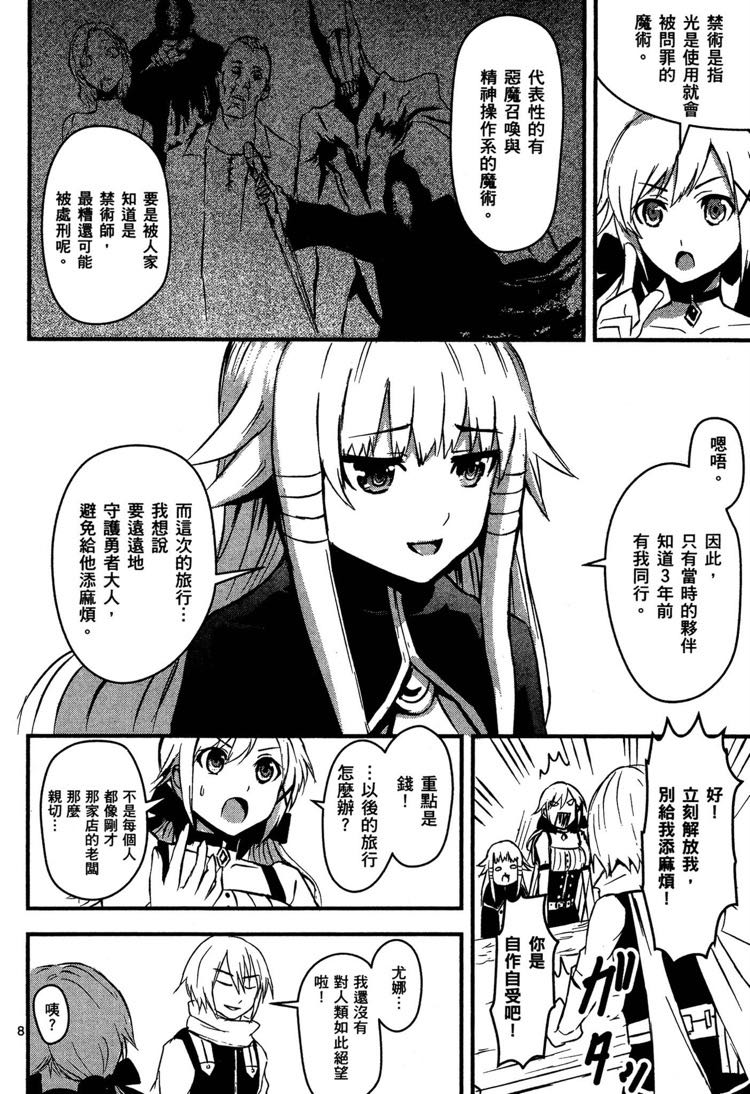 禁術是指
光是使用就會
被問罪的
魔術。
代表性的有
惡魔召喚與
精神操作系的魔術。
要是被人家
知道是
禁術師，
最糟還可能
被處刑呢。
嗯唔。
因此，
只有當時的夥伴
知道3年前
有我同行。
而這次的旅行…
我想說
要遠遠地
守護勇者大人，
避免給他添麻煩。
好！
立刻解放我，
別給我添麻煩！
你是
自作自受吧！
ガタッ
重點是
錢！
…以後的旅行
怎麼辦？
不是每個人
都像剛才
那家店的老闆
那麼
親切…
尤娜…
我還沒有
對人類如此絕望
啦！
咦？
8